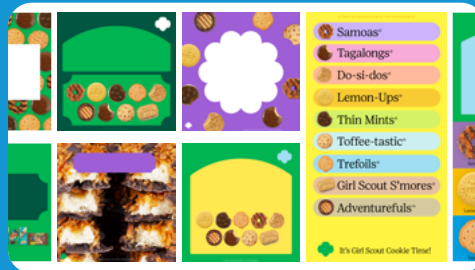 Samoas®
Tagalongs®
Do-si-dos®
Lemon-Ups®
Thin Mints®
Toffee-tastic®
Trefoils®
Girl Scout S'mores®
Adventurefuls®
It's Girl Scout Cookie Time!